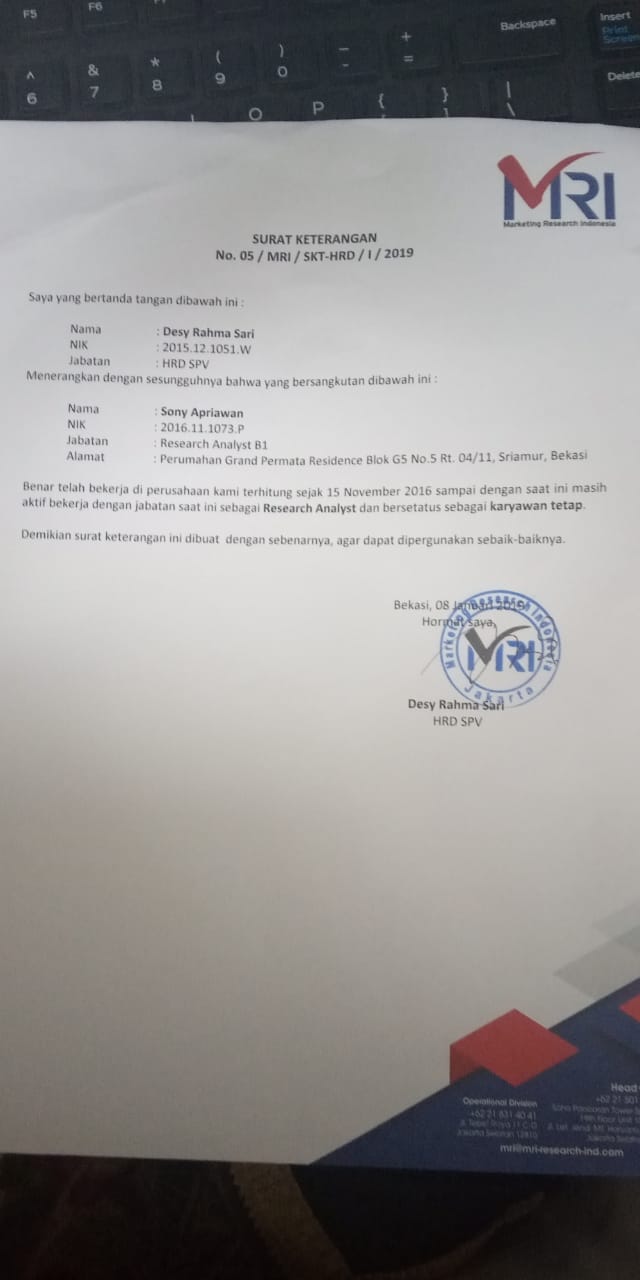 F5
F6
Backspace
Insert
Print
Screen
Delete
^
6
&
7
*
8
(
9
)
0
_
-
+
=
O
P
{
}
|
\
MRI
Marketing Research Indonesia
SURAT KETERANGAN
No. 05 / MRI / SKT-HRD / I / 2019
Saya yang bertanda tangan dibawah ini :
Nama : Desy Rahma Sari
NIK : 2015.12.1051.W
Jabatan : HRD SPV
Menerangkan dengan sesungguhnya bahwa yang bersangkutan dibawah ini :
Nama : Sony Apriawan
NIK : 2016.11.1073.P
Jabatan : Research Analyst B1
Alamat : Perumahan Grand Permata Residence Blok G5 No.5 Rt. 04/11, Sriamur, Bekasi
Benar telah bekerja di perusahaan kami terhitung sejak 15 November 2016 sampai dengan saat ini masih
aktif bekerja dengan jabatan saat ini sebagai Research Analyst dan bersetatus sebagai karyawan tetap.
Demikian surat keterangan ini dibuat dengan sebenarnya, agar dapat dipergunakan sebaik-baiknya.
Bekasi, 08 Januari 2019
Hormat saya,
Marketing Research Indonesia
MRI
Jakarta
Desy Rahma Sari
HRD SPV
Operational Division
+62 21 831 40 41
Head
+62 21 501
mri@mri-research-ind.com